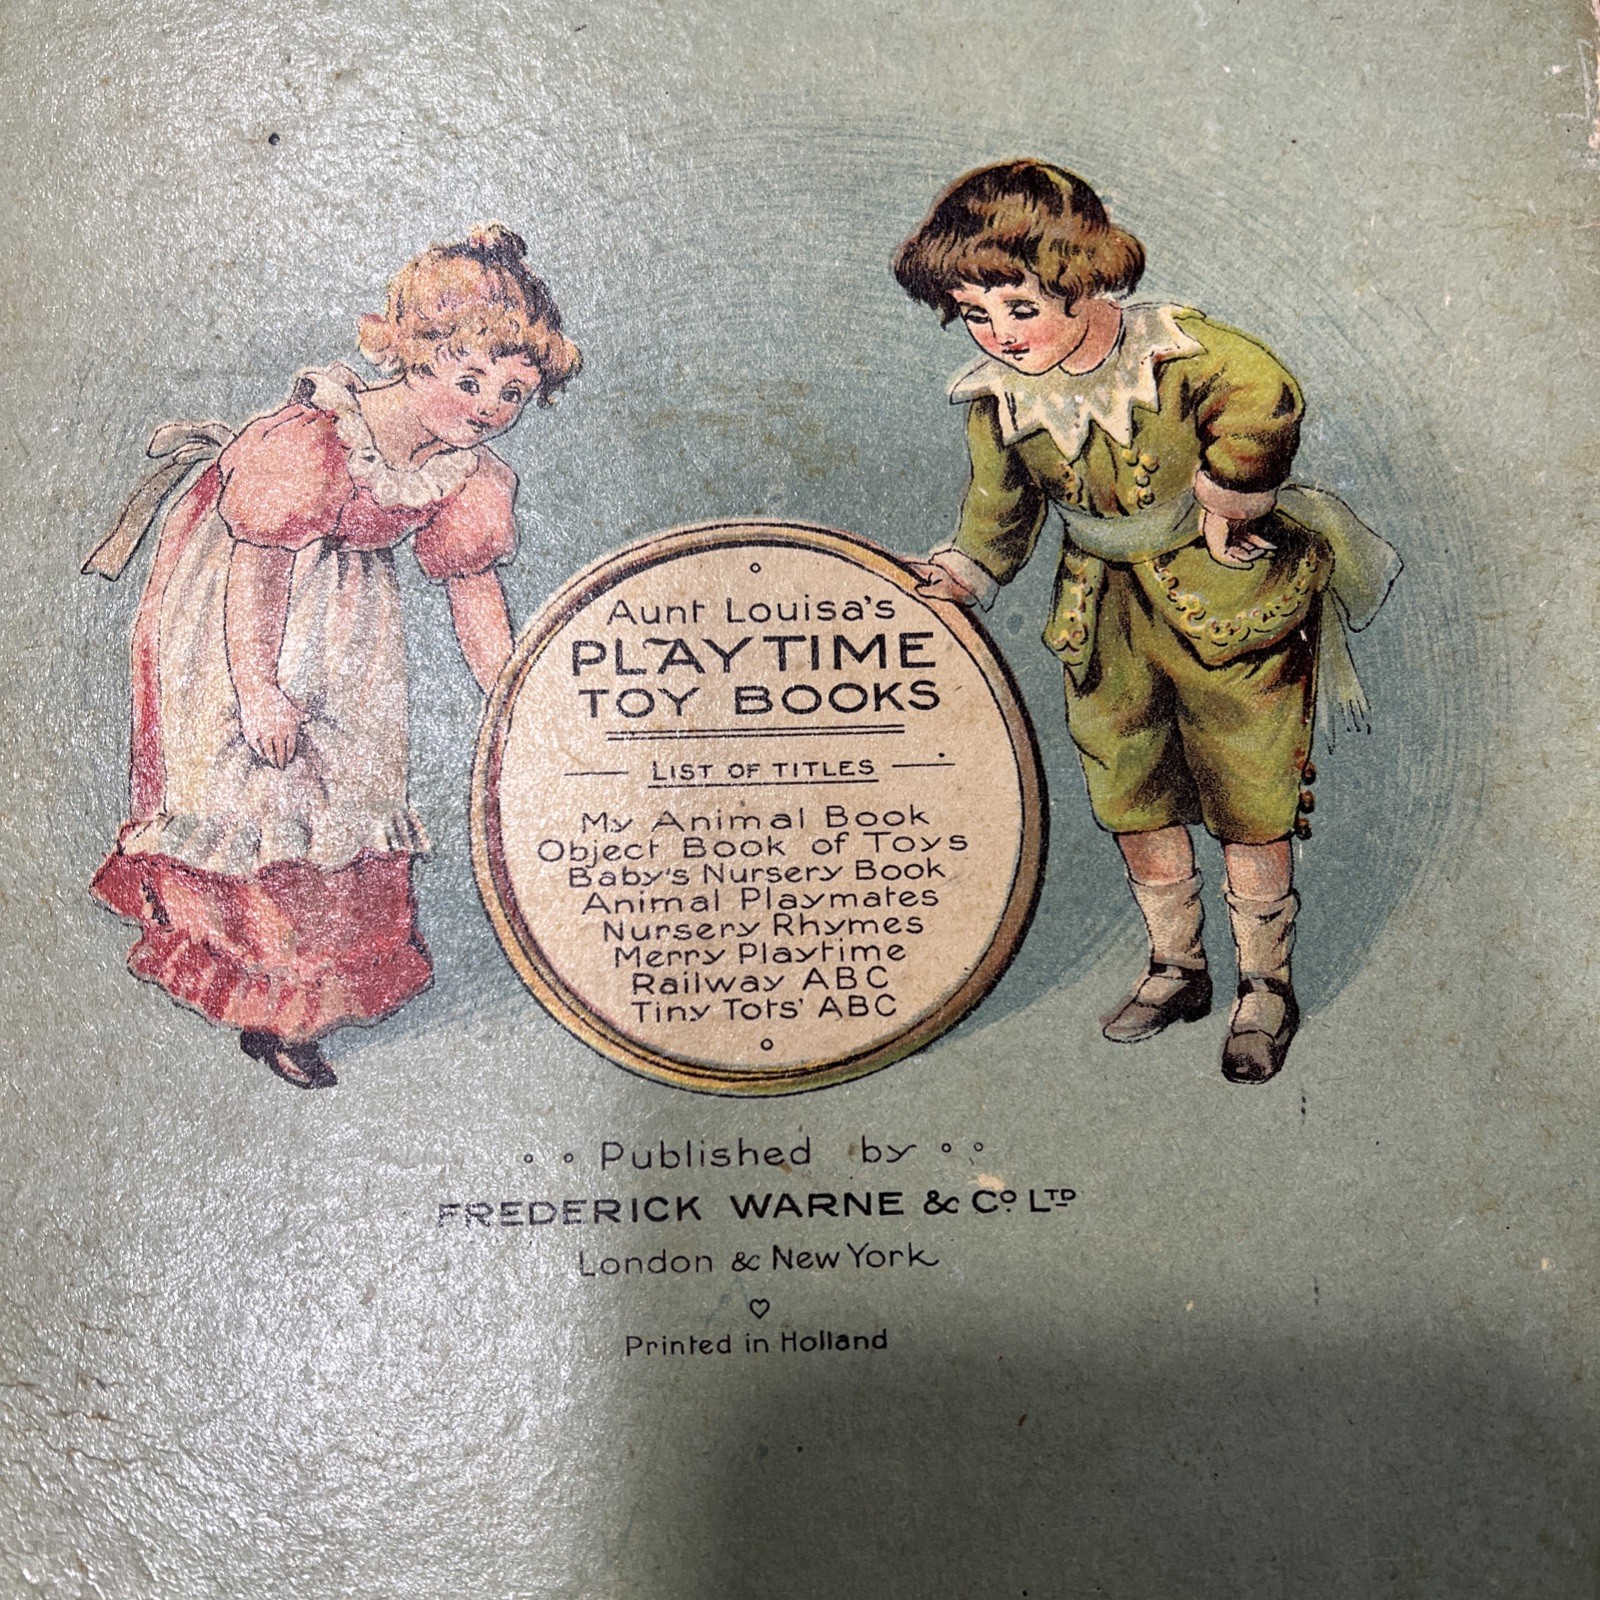 Aunt Louisa's
PLAYTIME
TOY BOOKS
LIST OF TITLES
My Animal Book
Object Book of Toys
Baby's Nursery Book
Animal Playmates
Nursery Rhymes
Merry Playtime
Railway ABC
Tiny Tots' ABC
Published by
FREDERICK WARNE & Co. LTD
London & New York
Printed in Holland